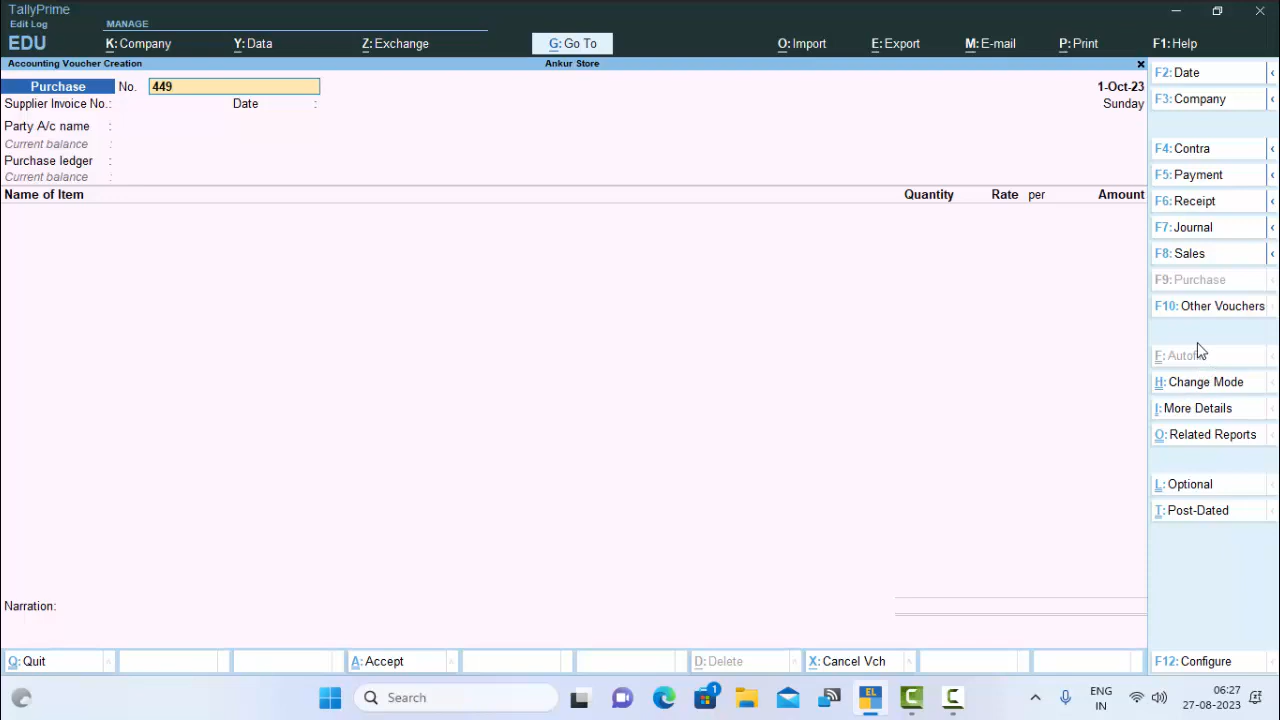 TallyPrime
Edit Log
MANAGE
EDU
K: Company
Y: Data
Z: Exchange
G: Go To
O: Import
E: Export
M: E-mail
P: Print
F1: Help
Accounting Voucher Creation
Ankur Store
Purchase No. 449
1-Oct-23
Supplier Invoice No.: Date :
Sunday
Party A/c name :
Current balance :
Purchase ledger :
Current balance :
Name of Item Quantity Rate per Amount
Narration:
F2: Date
F3: Company
F4: Contra
F5: Payment
F6: Receipt
F7: Journal
F8: Sales
F9: Purchase
F10: Other Vouchers
H: Change Mode
I: More Details
O: Related Reports
L: Optional
T: Post-Dated
F12: Configure
Q: Quit
A: Accept
D: Delete
X: Cancel Vch
Search
1
EL
ENG
IN
06:27
27-08-2023